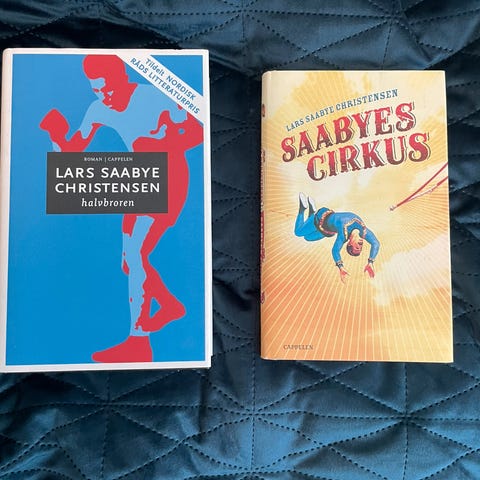 Tildelt NORDISK
RÅDS LITTERATURPRIS
ROMAN | CAPPELEN
LARS SAABYE
CHRISTENSEN
halvbroren
LARS SAABYE CHRISTENSEN
SAABYES
CIRKUS
CAPPELEN